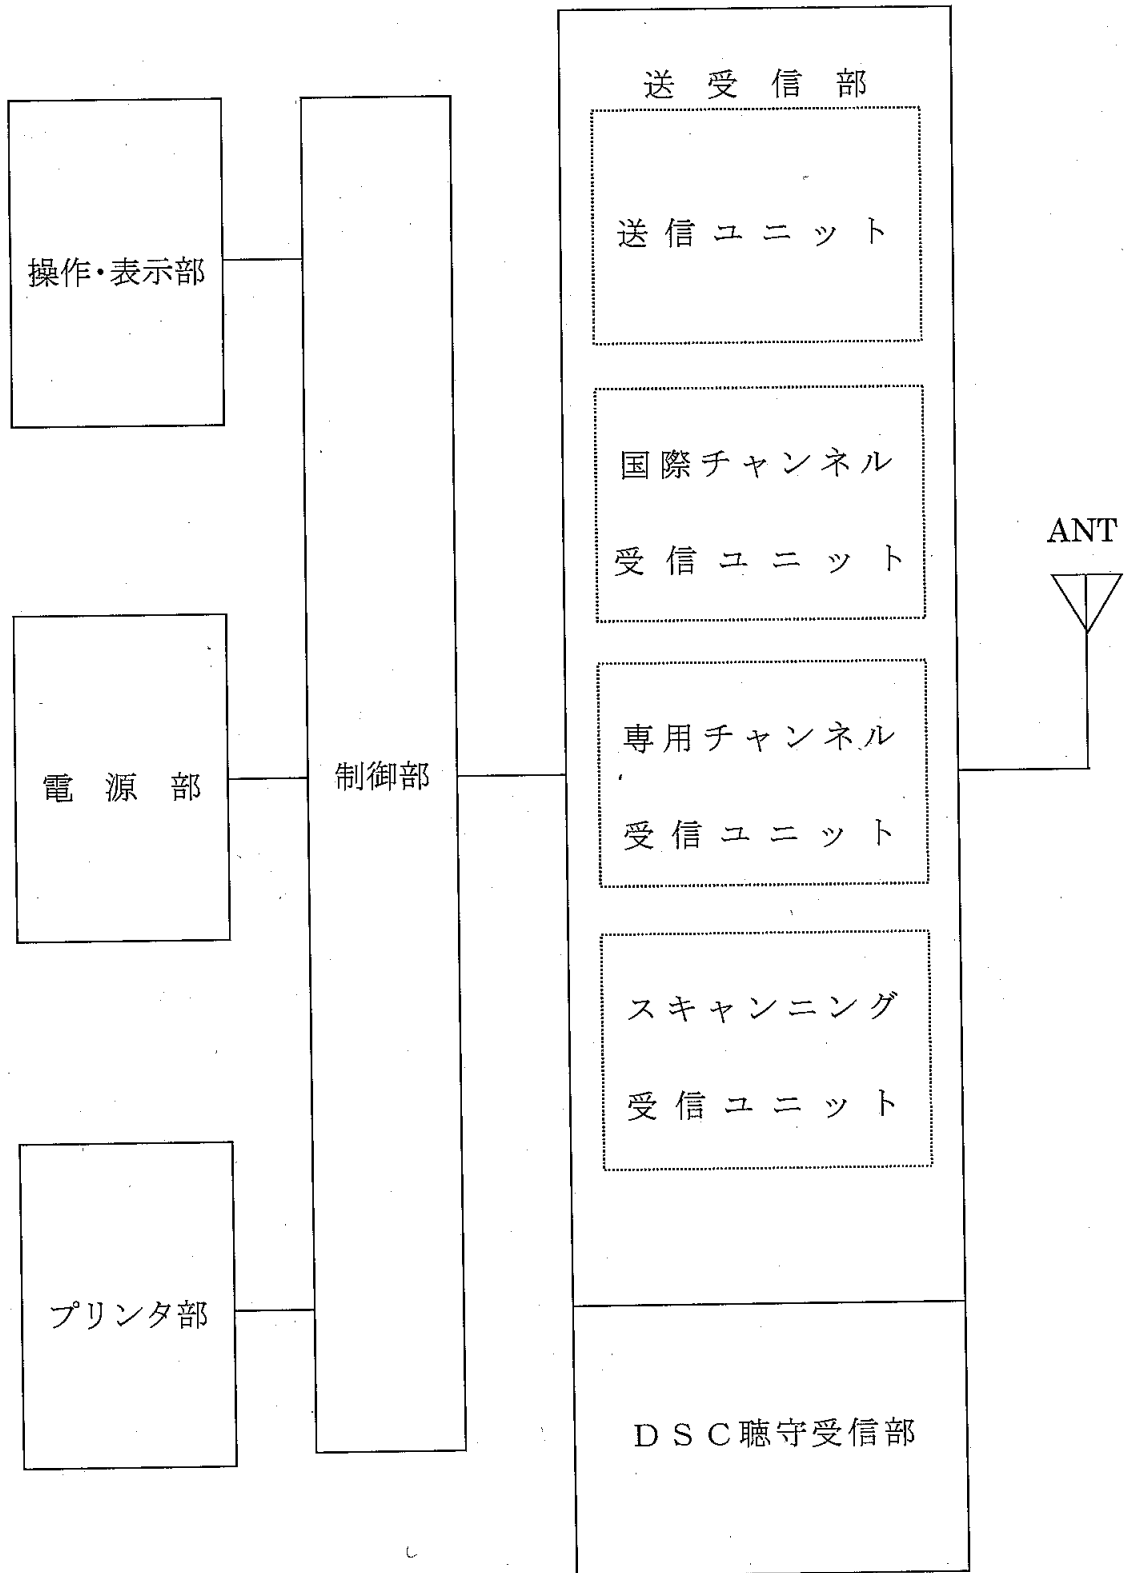 送受信部
送信ユニット
操作・表示部
国際チャンネル
受信ユニット
ANT
専用チャンネル
受信ユニット
電源部
制御部
スキャンニング
受信ユニット
プリンタ部
DSC聴守受信部